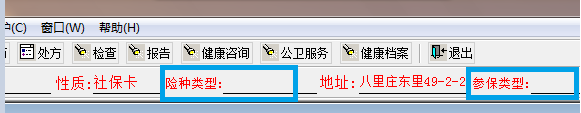 户(C) 窗口(W) 帮助(H)
方 处方 检查 报告 健康咨询 公卫服务 健康档案 退出
性质:社保卡 险种类型: 地址:八里庄东里49-2-2 参保类型: